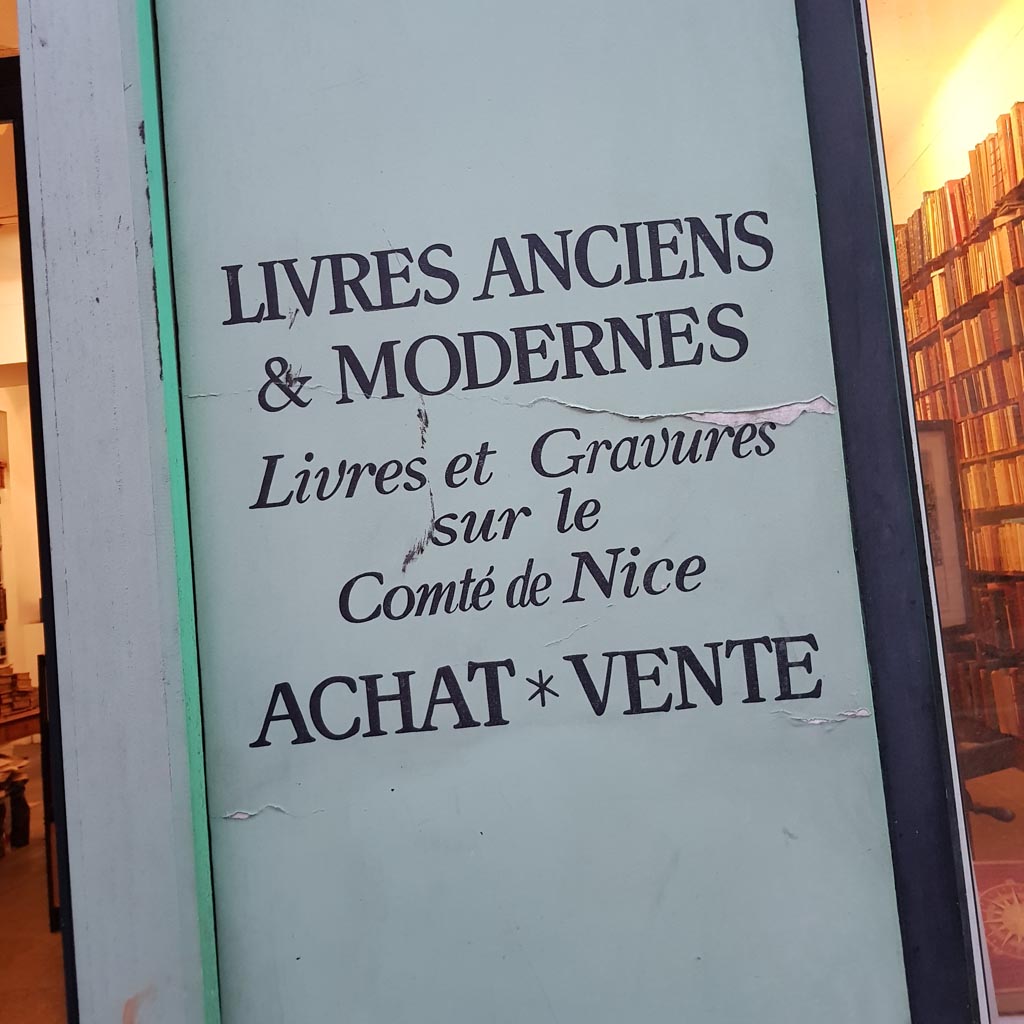 LIVRES ANCIENS
& MODERNES
Livres et Gravures
sur le
Comté de Nice
ACHAT * VENTE